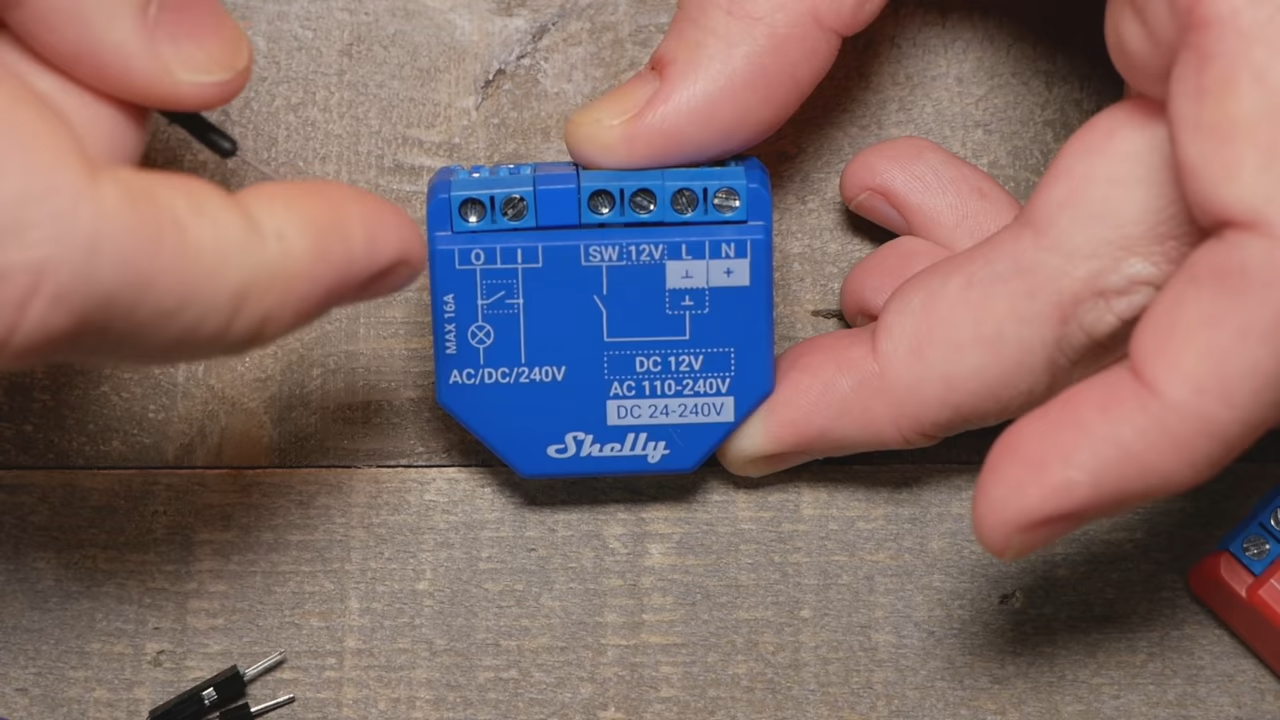 O I SW 12V L N
⊥ +
⊥
MAX 16A
DC 12V
AC/DC/240V
AC 110-240V
DC 24-240V
Shelly